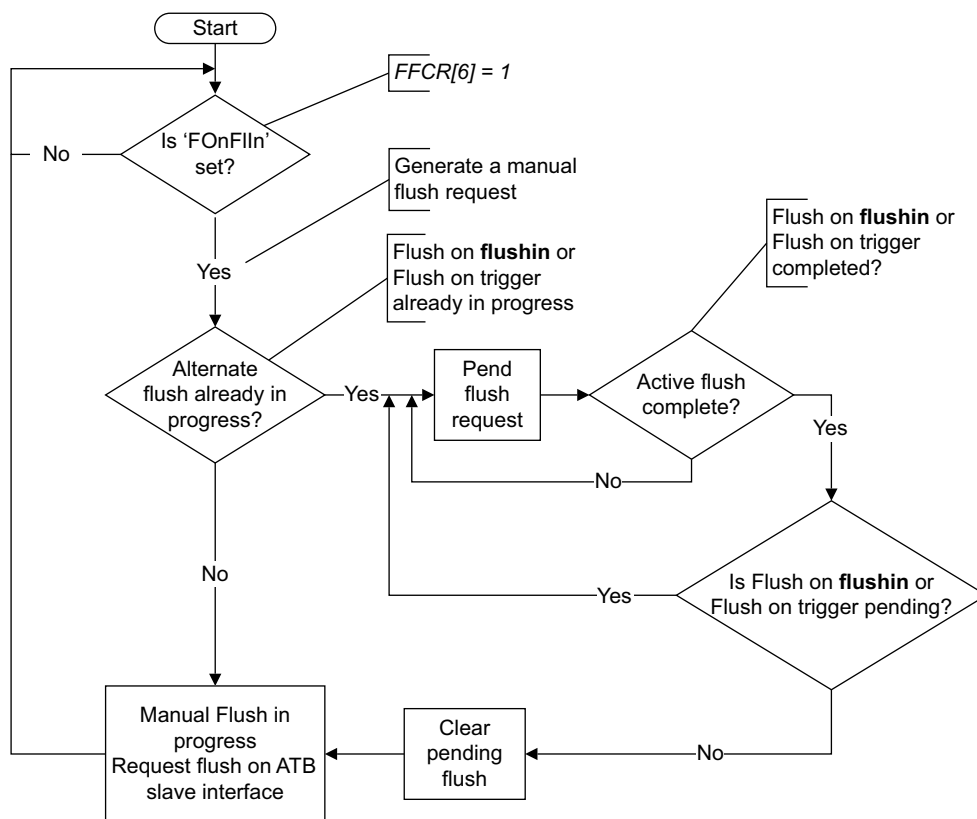 Start
FFCR[6] = 1
Is ‘FOnFlIn’
set?
No
Generate a manual
flush request
Yes
Flush on flushin or
Flush on trigger
already in progress
Flush on flushin or
Flush on trigger
completed?
Alternate
flush already in
progress?
Yes
Pend
flush
request
Active flush
complete?
Yes
No
No
Yes
Is Flush on flushin or
Flush on trigger pending?
Manual Flush in
progress
Request flush on ATB
slave interface
Clear
pending
flush
No